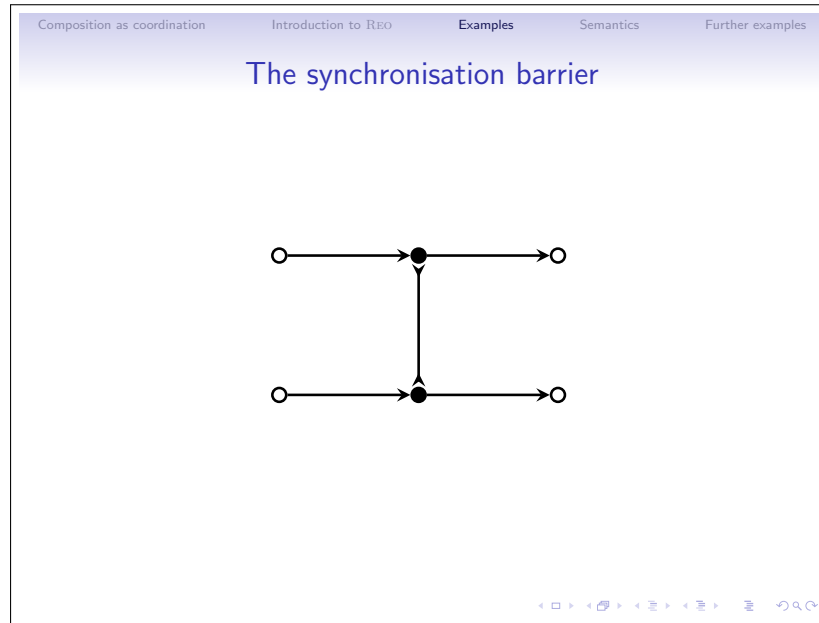 Composition as coordination Introduction to REO Examples Semantics Further examples
The synchronisation barrier